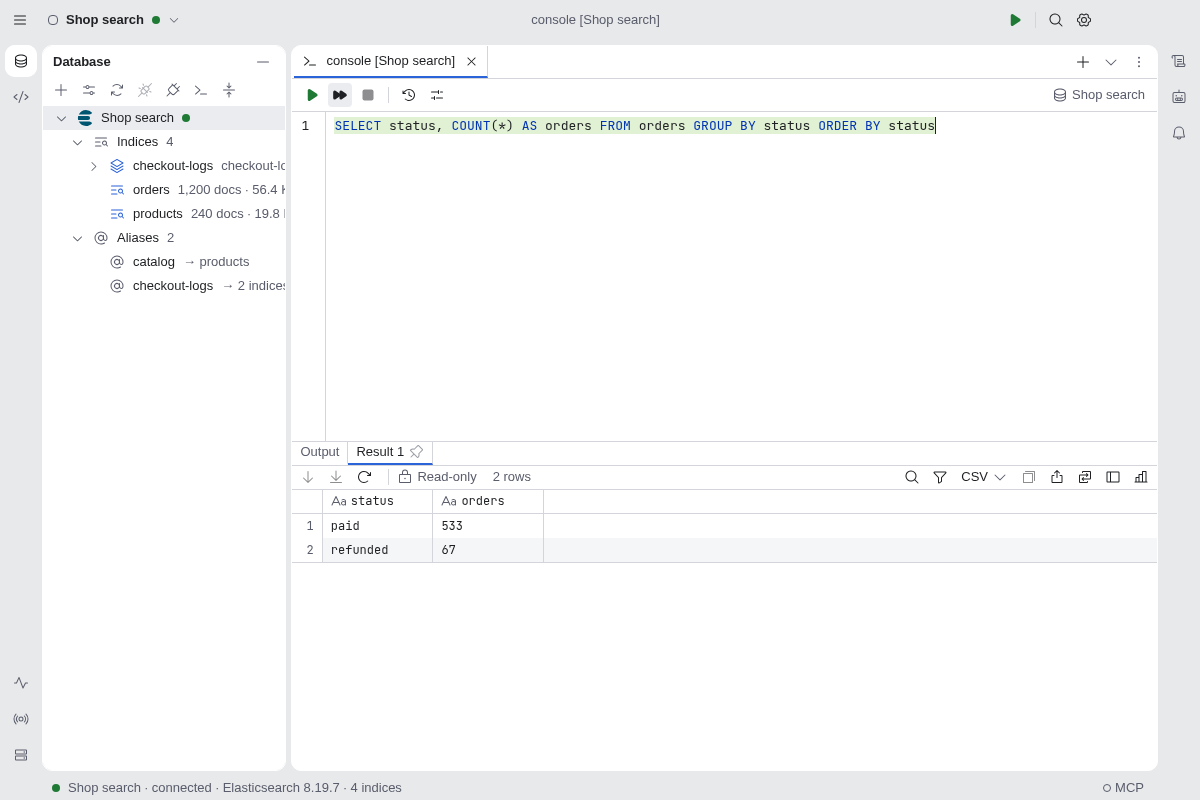 Shop search
console [Shop search]
Database
Shop search
Indices 4
checkout-logs checkout-lo
orders 1,200 docs · 56.4 K
products 240 docs · 19.8
Aliases 2
catalog → products
checkout-logs → 2 indices
console [Shop search]
Shop search
1 SELECT status, COUNT(*) AS orders FROM orders GROUP BY status ORDER BY status
Output Result 1
Read-only 2 rows CSV
Aa status Aa orders
1 paid 533
2 refunded 67
Shop search · connected · Elasticsearch 8.19.7 · 4 indices
MCP